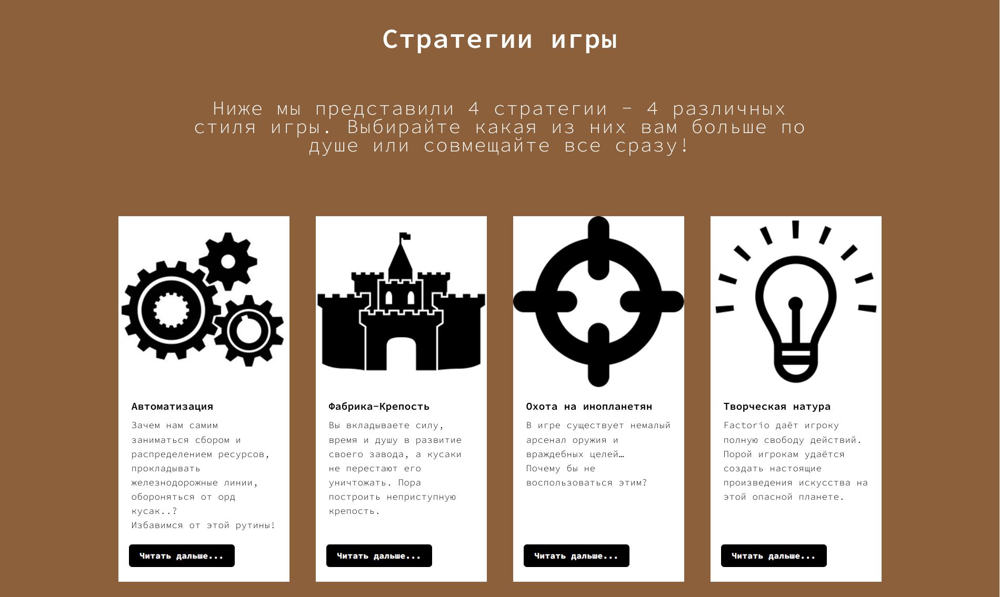 Стратегии игры
Ниже мы представили 4 стратегии - 4 различных
стиля игры. Выбирайте какая из них вам больше по
душе или совмещайте все сразу!
Автоматизация
Зачем нам самим
заниматься сбором и
распределением ресурсов,
прокладывать
железнодорожные линии,
обороняться от орд
кусак..?
Избавимся от этой рутины!
Читать дальше...
Фабрика-Крепость
Вы вкладываете силу,
время и душу в развитие
своего завода, а кусаки
не перестают его
уничтожать. Пора
построить неприступную
крепость.
Читать дальше...
Охота на инопланетян
В игре существует немалый
арсенал оружия и
враждебных целей…
Почему бы не
воспользоваться этим?
Читать дальше...
Творческая натура
Factorio даёт игроку
полную свободу действий.
Порой игрокам удаётся
создать настоящие
произведения искусства на
этой опасной планете.
Читать дальше...